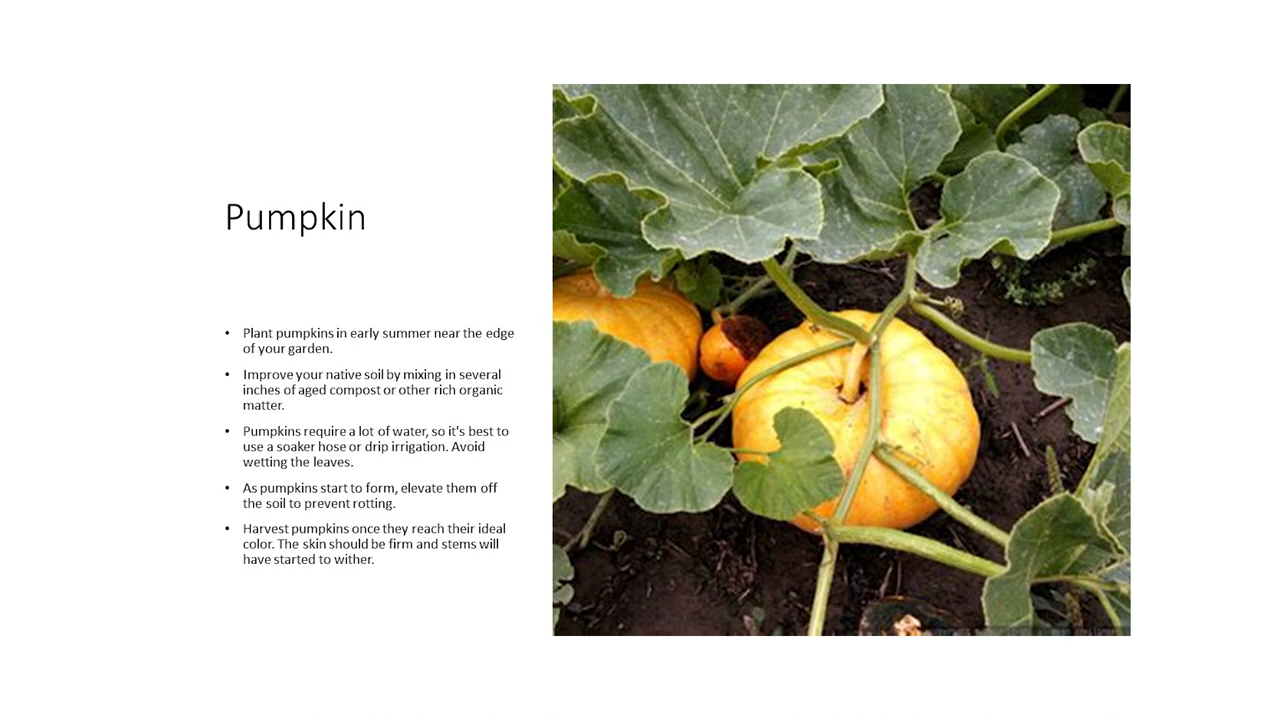 Pumpkin
• Plant pumpkins in early summer near the edge
of your garden.
• Improve your native soil by mixing in several
inches of aged compost or other rich organic
matter.
• Pumpkins require a lot of water, so it's best to
use a soaker hose or drip irrigation. Avoid
wetting the leaves.
• As pumpkins start to form, elevate them off
the soil to prevent rotting.
• Harvest pumpkins once they reach their ideal
color. The skin should be firm and stems will
have started to wither.